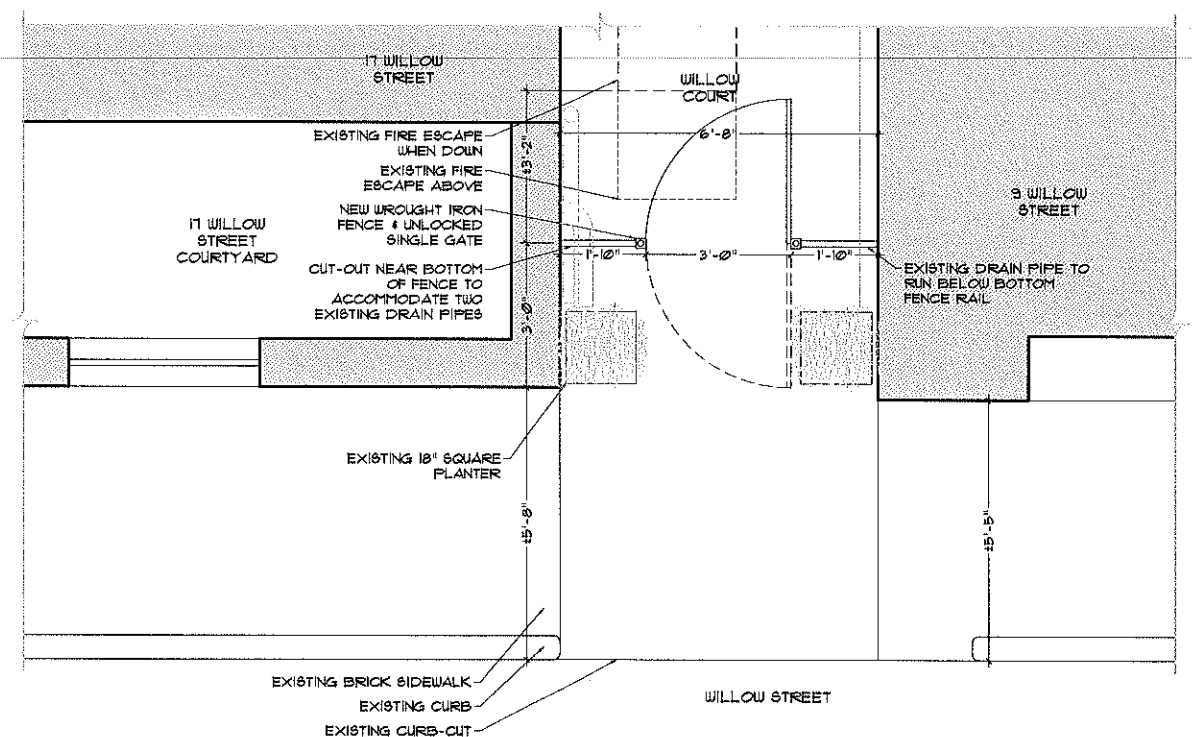 17 WILLOW
STREET
WILLOW
COURT
EXISTING FIRE ESCAPE
WHEN DOWN
EXISTING FIRE
ESCAPE ABOVE
NEW WROUGHT IRON
FENCE & UNLOCKED
SINGLE GATE
CUT-OUT NEAR BOTTOM
OF FENCE TO
ACCOMMODATE TWO
EXISTING DRAIN PIPES
17 WILLOW
STREET
COURTYARD
±3'-2"
6'-8"
9 WILLOW
STREET
1'-10"
3'-0"
1'-10"
EXISTING DRAIN PIPE TO
RUN BELOW BOTTOM
FENCE RAIL
3'-0"
EXISTING 18" SQUARE
PLANTER
±5'-8"
±5'-5"
EXISTING BRICK SIDEWALK
EXISTING CURB
EXISTING CURB-CUT
WILLOW STREET